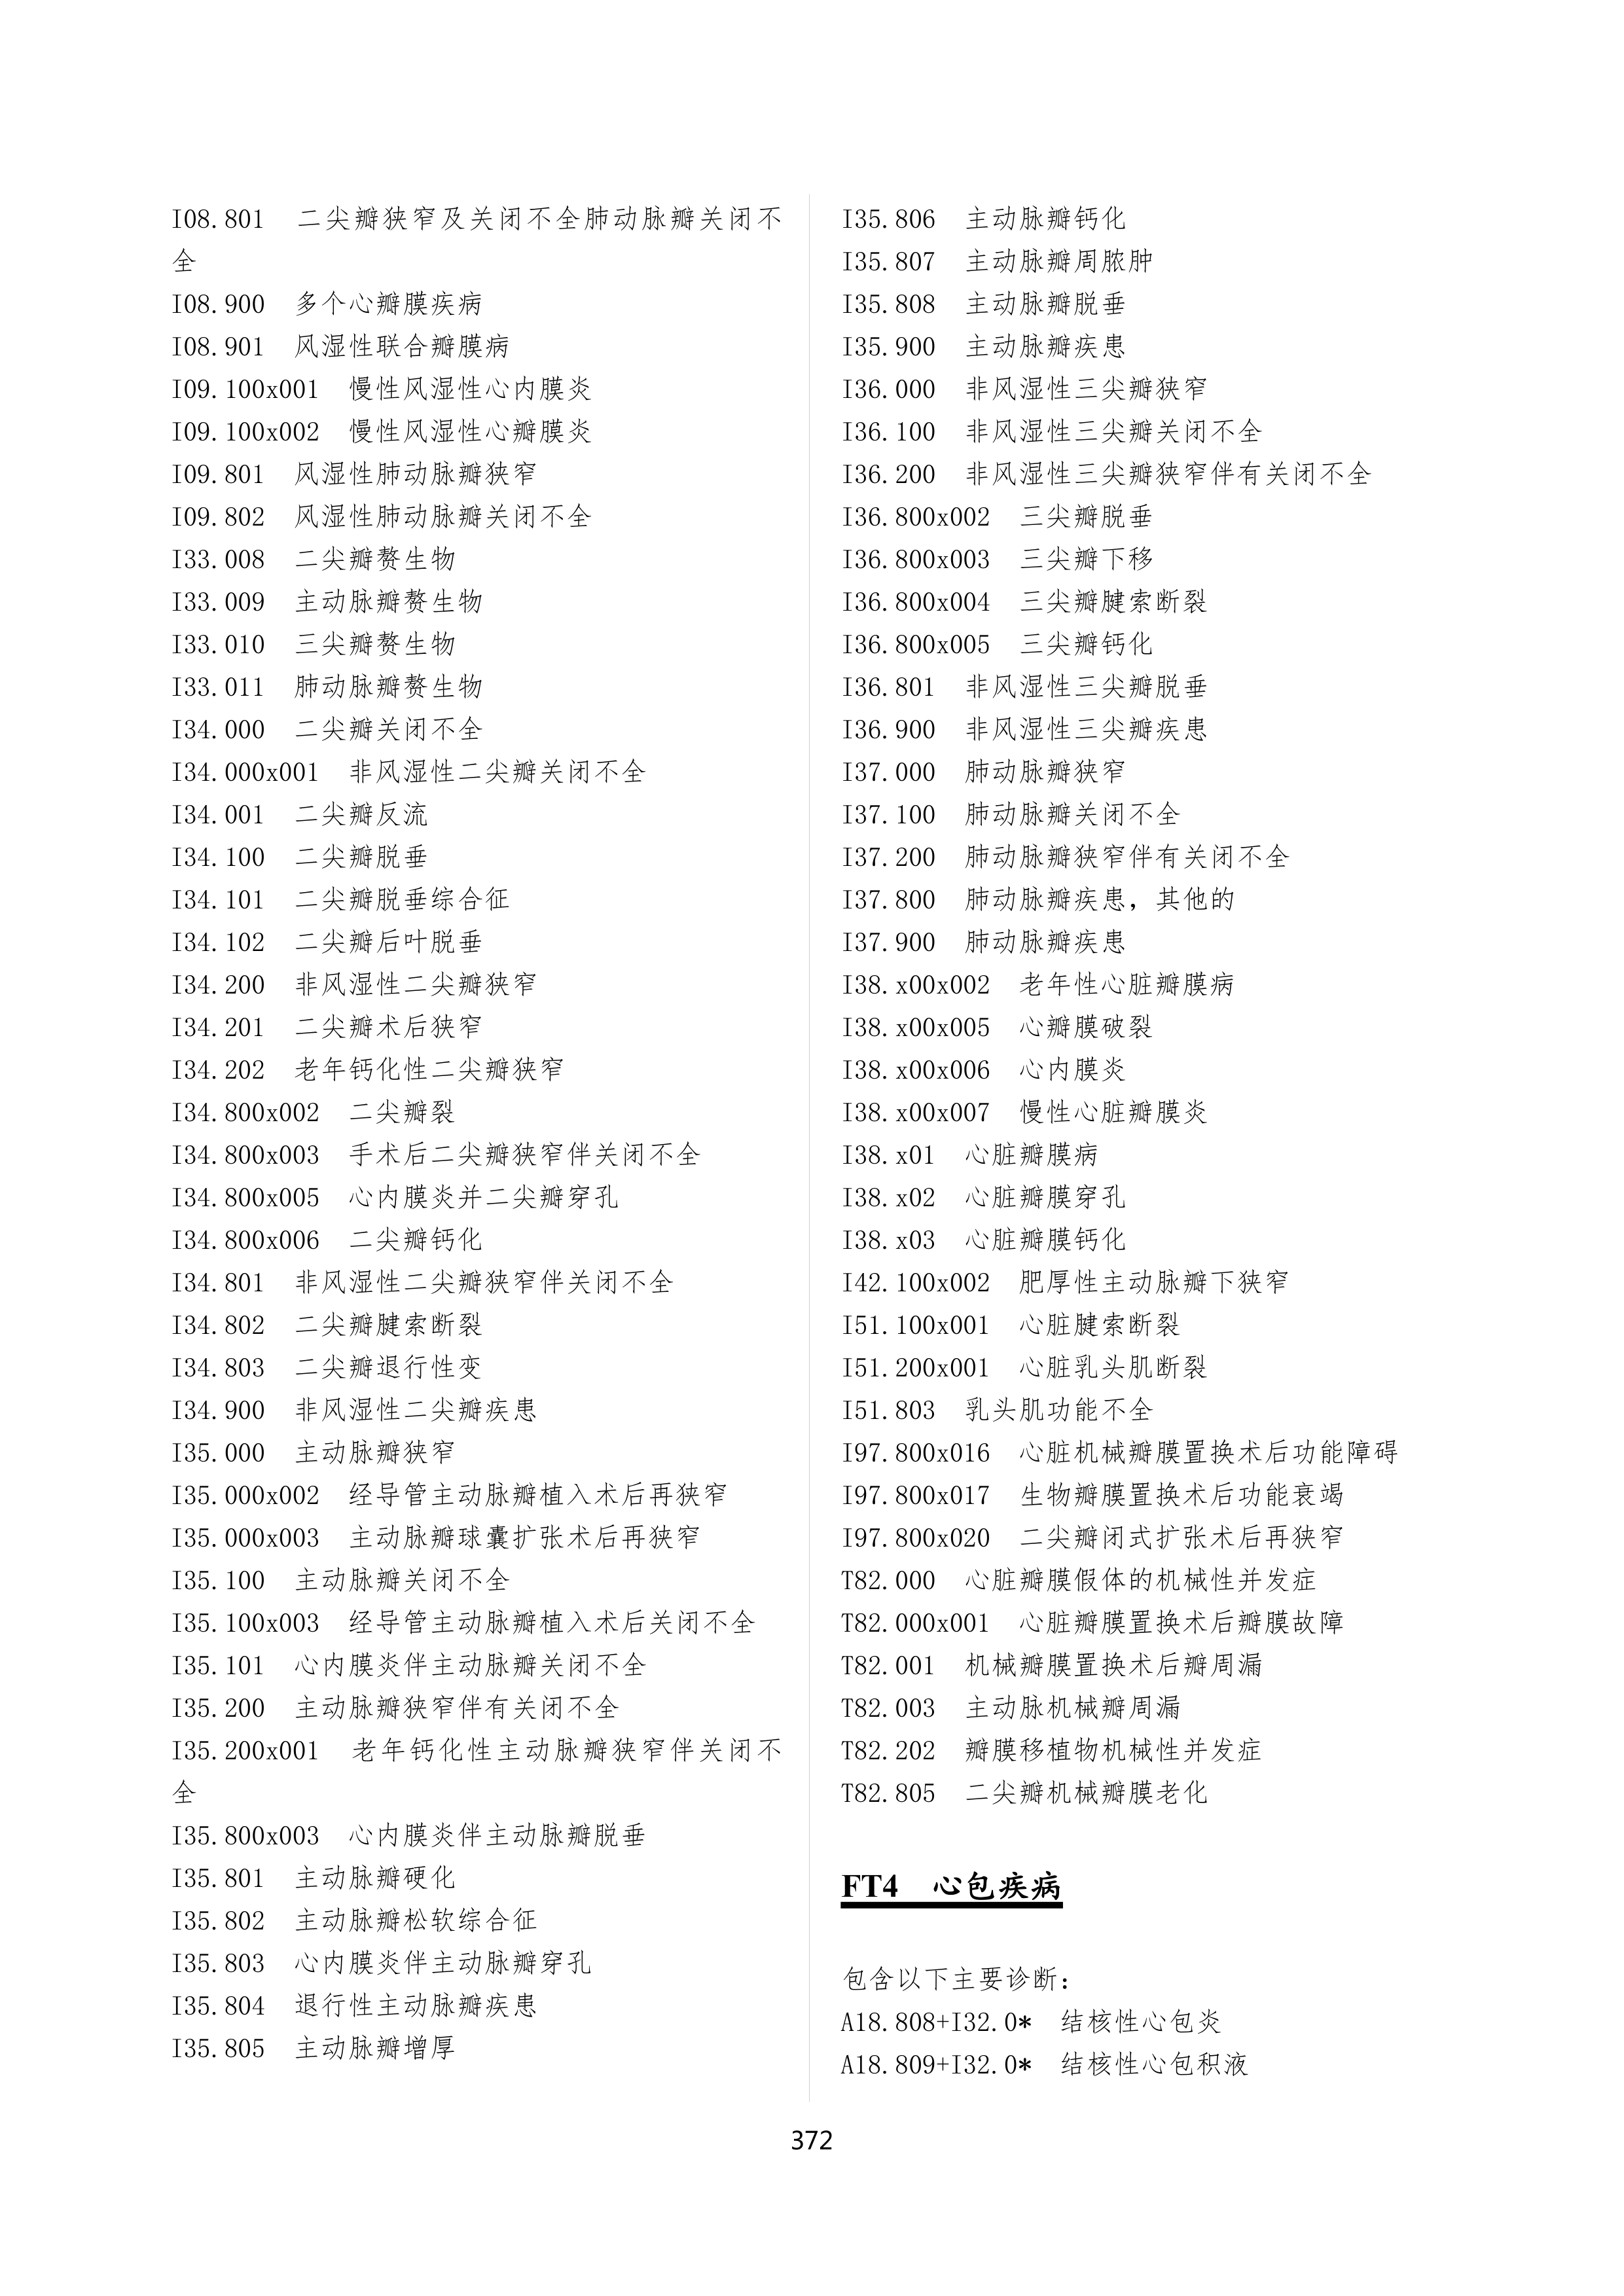 I08.801　二尖瓣狭窄及关闭不全肺动脉瓣关闭不
全
I08.900　多个心瓣膜疾病
I08.901　风湿性联合瓣膜病
I09.100x001　慢性风湿性心内膜炎
I09.100x002　慢性风湿性心瓣膜炎
I09.801　风湿性肺动脉瓣狭窄
I09.802　风湿性肺动脉瓣关闭不全
I33.008　二尖瓣赘生物
I33.009　主动脉瓣赘生物
I33.010　三尖瓣赘生物
I33.011　肺动脉瓣赘生物
I34.000　二尖瓣关闭不全
I34.000x001　非风湿性二尖瓣关闭不全
I34.001　二尖瓣反流
I34.100　二尖瓣脱垂
I34.101　二尖瓣脱垂综合征
I34.102　二尖瓣后叶脱垂
I34.200　非风湿性二尖瓣狭窄
I34.201　二尖瓣术后狭窄
I34.202　老年钙化性二尖瓣狭窄
I34.800x002　二尖瓣裂
I34.800x003　手术后二尖瓣狭窄伴关闭不全
I34.800x005　心内膜炎并二尖瓣穿孔
I34.800x006　二尖瓣钙化
I34.801　非风湿性二尖瓣狭窄伴关闭不全
I34.802　二尖瓣腱索断裂
I34.803　二尖瓣退行性变
I34.900　非风湿性二尖瓣疾患
I35.000　主动脉瓣狭窄
I35.000x002　经导管主动脉瓣植入术后再狭窄
I35.000x003　主动脉瓣球囊扩张术后再狭窄
I35.100　主动脉瓣关闭不全
I35.100x003　经导管主动脉瓣植入术后关闭不全
I35.101　心内膜炎伴主动脉瓣关闭不全
I35.200　主动脉瓣狭窄伴有关闭不全
I35.200x001　老年钙化性主动脉瓣狭窄伴关闭不
全
I35.800x003　心内膜炎伴主动脉瓣脱垂
I35.801　主动脉瓣硬化
I35.802　主动脉瓣松软综合征
I35.803　心内膜炎伴主动脉瓣穿孔
I35.804　退行性主动脉瓣疾患
I35.805　主动脉瓣增厚
I35.806　主动脉瓣钙化
I35.807　主动脉瓣周脓肿
I35.808　主动脉瓣脱垂
I35.900　主动脉瓣疾患
I36.000　非风湿性三尖瓣狭窄
I36.100　非风湿性三尖瓣关闭不全
I36.200　非风湿性三尖瓣狭窄伴有关闭不全
I36.800x002　三尖瓣脱垂
I36.800x003　三尖瓣下移
I36.800x004　三尖瓣腱索断裂
I36.800x005　三尖瓣钙化
I36.801　非风湿性三尖瓣脱垂
I36.900　非风湿性三尖瓣疾患
I37.000　肺动脉瓣狭窄
I37.100　肺动脉瓣关闭不全
I37.200　肺动脉瓣狭窄伴有关闭不全
I37.800　肺动脉瓣疾患，其他的
I37.900　肺动脉瓣疾患
I38.x00x002　老年性心脏瓣膜病
I38.x00x005　心瓣膜破裂
I38.x00x006　心内膜炎
I38.x00x007　慢性心脏瓣膜炎
I38.x01　心脏瓣膜病
I38.x02　心脏瓣膜穿孔
I38.x03　心脏瓣膜钙化
I42.100x002　肥厚性主动脉瓣下狭窄
I51.100x001　心脏腱索断裂
I51.200x001　心脏乳头肌断裂
I51.803　乳头肌功能不全
I97.800x016　心脏机械瓣膜置换术后功能障碍
I97.800x017　生物瓣膜置换术后功能衰竭
I97.800x020　二尖瓣闭式扩张术后再狭窄
T82.000　心脏瓣膜假体的机械性并发症
T82.000x001　心脏瓣膜置换术后瓣膜故障
T82.001　机械瓣膜置换术后瓣周漏
T82.003　主动脉机械瓣周漏
T82.202　瓣膜移植物机械性并发症
T82.805　二尖瓣机械瓣膜老化
FT4　心包疾病
包含以下主要诊断：
A18.808+I32.0*　结核性心包炎
A18.809+I32.0*　结核性心包积液
372